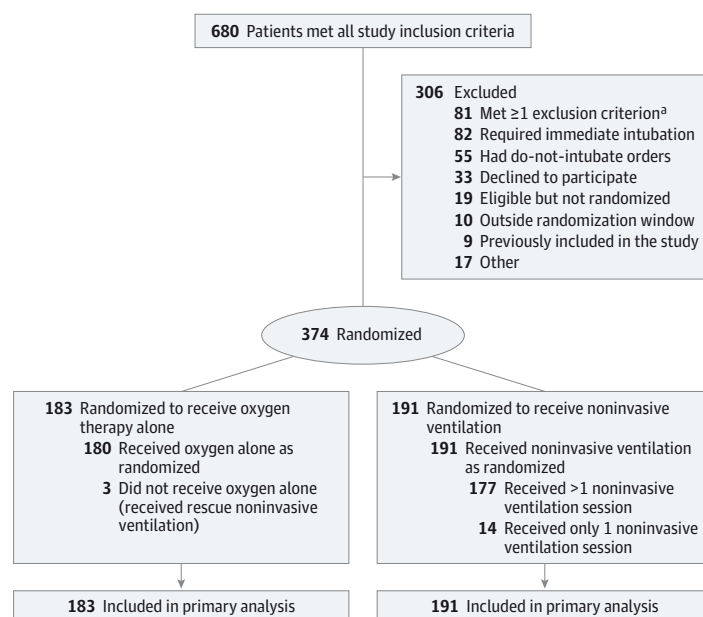 680 Patients met all study inclusion criteria
306 Excluded
81 Met ≥1 exclusion criterionª
82 Required immediate intubation
55 Had do-not-intubate orders
33 Declined to participate
19 Eligible but not randomized
10 Outside randomization window
9 Previously included in the study
17 Other
374 Randomized
183 Randomized to receive oxygen
therapy alone
180 Received oxygen alone as
randomized
3 Did not receive oxygen alone
(received rescue noninvasive
ventilation)
191 Randomized to receive noninvasive
ventilation
191 Received noninvasive ventilation
as randomized
177 Received >1 noninvasive
ventilation session
14 Received only 1 noninvasive
ventilation session
183 Included in primary analysis
191 Included in primary analysis